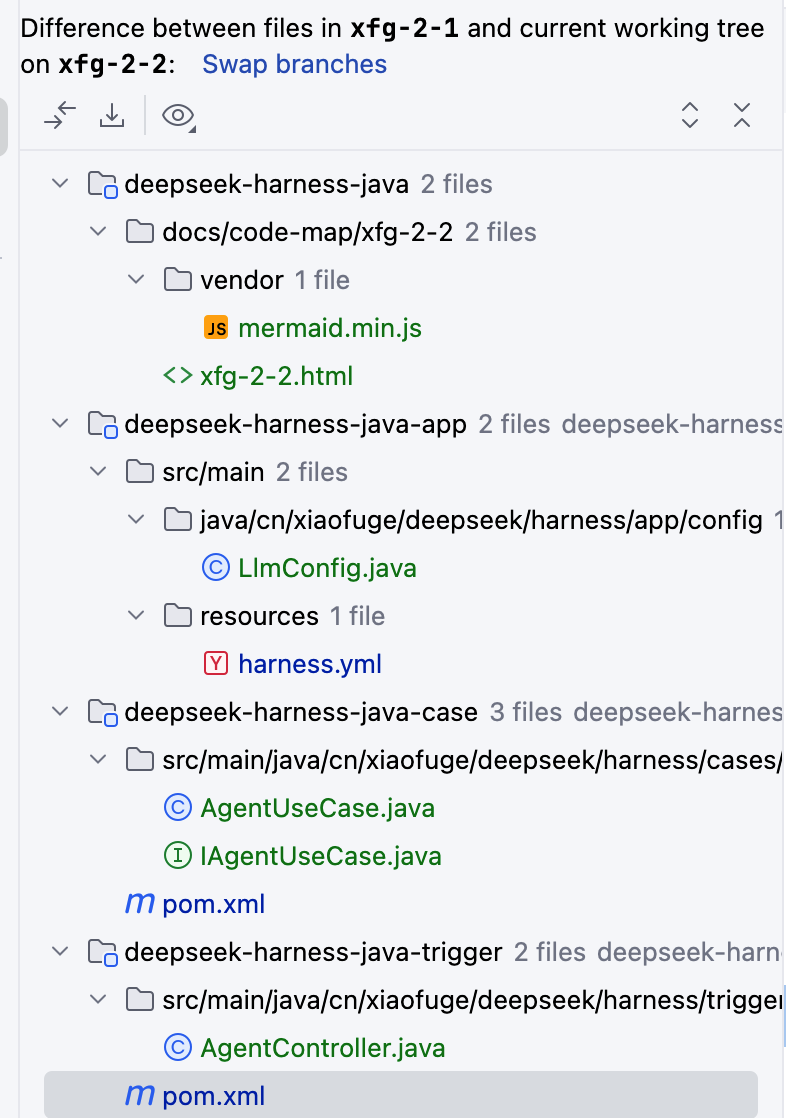 Difference between files in xfg-2-1 and current working tree
on xfg-2-2: Swap branches
deepseek-harness-java 2 files
docs/code-map/xfg-2-2 2 files
vendor 1 file
JS mermaid.min.js
<> xfg-2-2.html
deepseek-harness-java-app 2 files deepseek-harness
src/main 2 files
java/cn/xiaofuge/deepseek/harness/app/config 1
C LlmConfig.java
resources 1 file
Y harness.yml
deepseek-harness-java-case 3 files deepseek-harnes
src/main/java/cn/xiaofuge/deepseek/harness/cases/
C AgentUseCase.java
I IAgentUseCase.java
m pom.xml
deepseek-harness-java-trigger 2 files deepseek-harn
src/main/java/cn/xiaofuge/deepseek/harness/trigger
C AgentController.java
m pom.xml